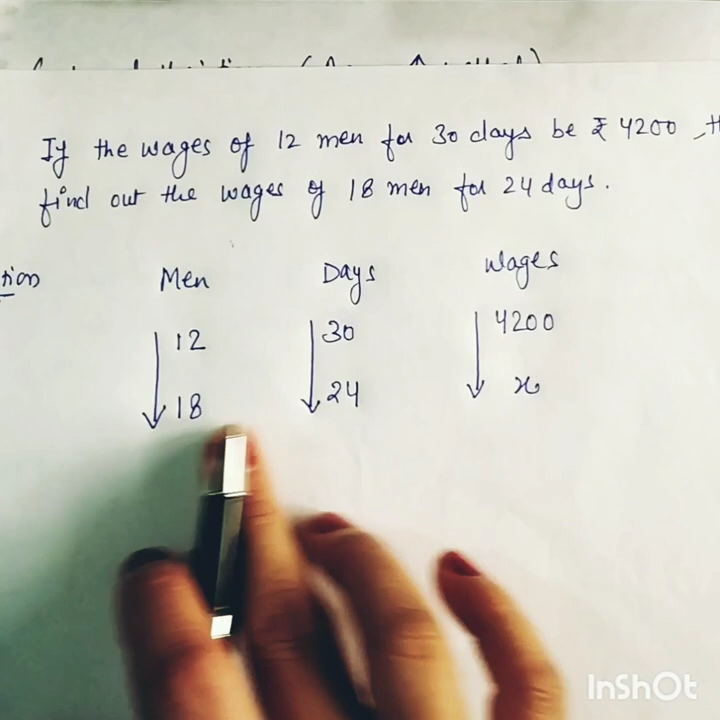 If the wages of 12 men for 30 days be ₹ 4200,
find out the wages of 18 men for 24 days.
Men Days Wages
12 30 4200
18 24 x
InShOt